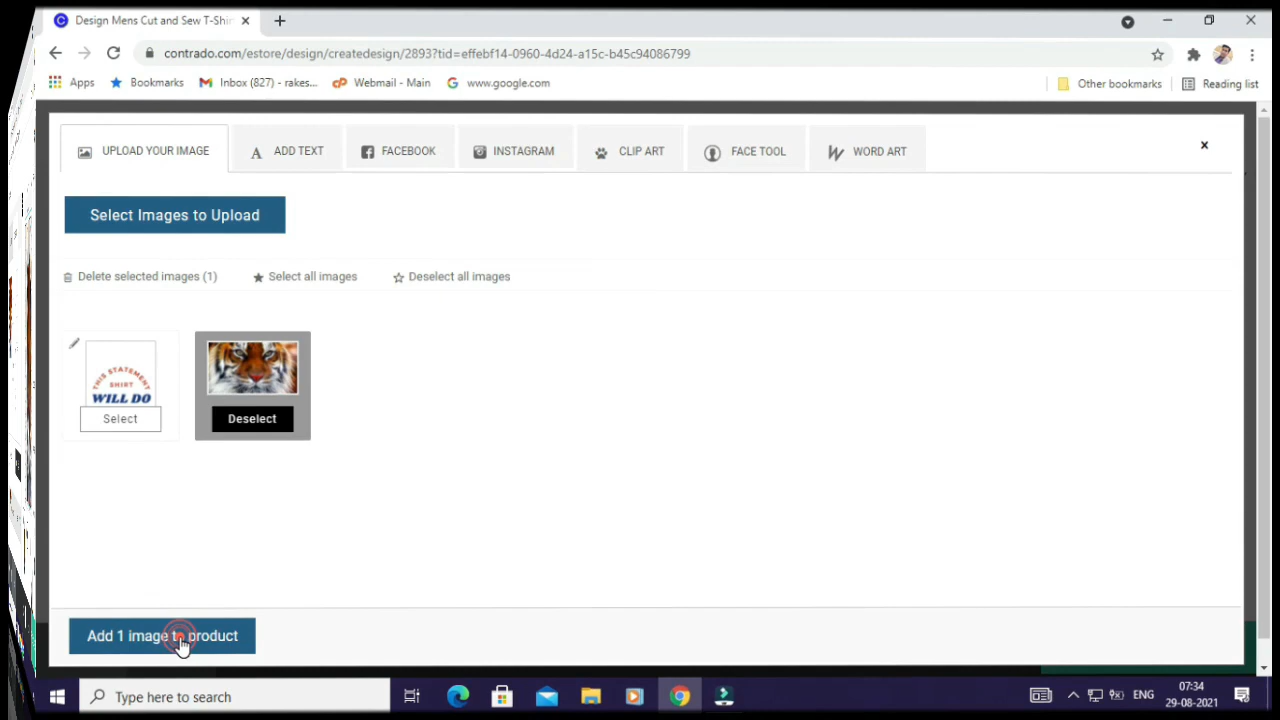 Design Mens Cut and Sew T-Shir
contrado.com/estore/design/createdesign/2893?tid=effebf14-0960-4d24-a15c-b45c94086799
Apps Bookmarks Inbox (827) - rakes... Webmail - Main www.google.com Other bookmarks Reading list
UPLOAD YOUR IMAGE ADD TEXT FACEBOOK INSTAGRAM CLIP ART FACE TOOL WORD ART
Select Images to Upload
Delete selected images (1) Select all images Deselect all images
THIS STATEMENT
SHIRT
WILL DO
Select Deselect
Add 1 image to product
Type here to search ENG 07:34
29-08-2021